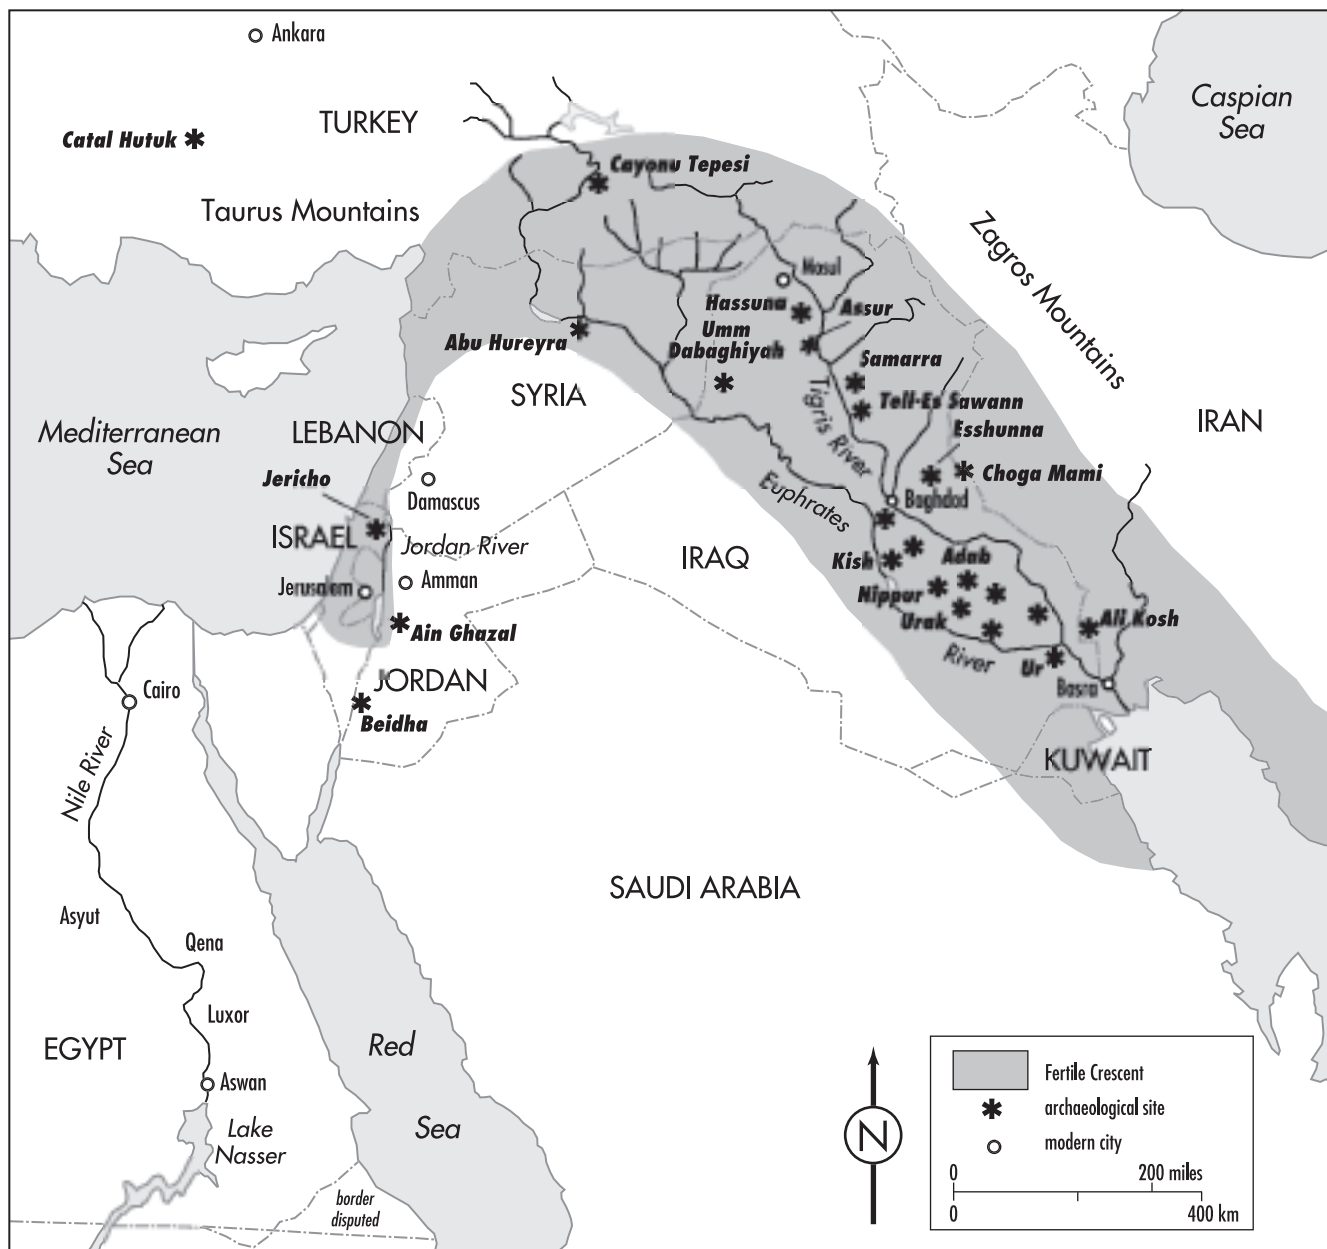 Ankara
Caspian
Sea
TURKEY
Catal Hutuk
Cayonu Tepesi
Taurus Mountains
Zagros Mountains
Mosul
Hassuna
Assur
Umm
Dabaghiyah
Abu Hureyra
Samarra
SYRIA
Tigris River
Tell-Es Sawann
IRAN
Esshunna
Mediterranean
Sea
LEBANON
Jericho
Choga Mami
Damascus
Euphrates
Baghdad
ISRAEL
Jordan River
IRAQ
Kish
Adab
Jerusalem
Amman
Nippur
Urak
Ali Kosh
Ain Ghazal
River
Ur
Basra
JORDAN
Cairo
Beidha
Nile River
KUWAIT
SAUDI ARABIA
Asyut
Qena
Luxor
EGYPT
Red
Sea
Aswan
Lake
Nasser
border
disputed
N
Fertile Crescent
archaeological site
modern city
0 200 miles
0 400 km